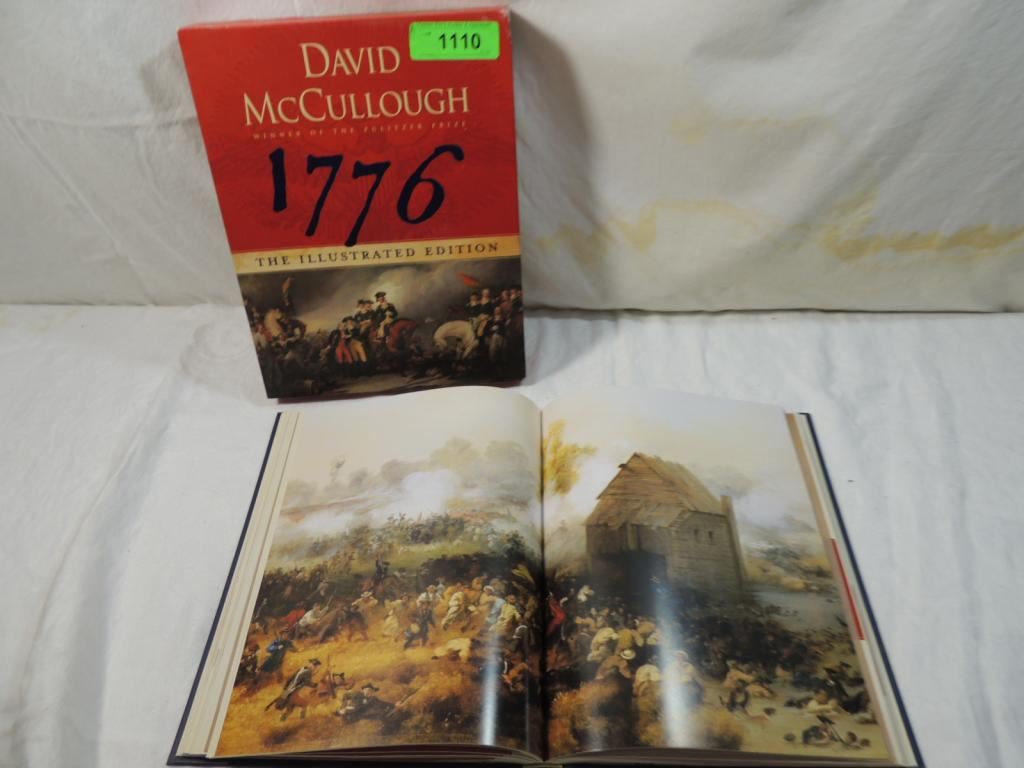 DAVID
McCULLOUGH
WINNER OF THE PULITZER PRIZE
1776
THE ILLUSTRATED EDITION
1110